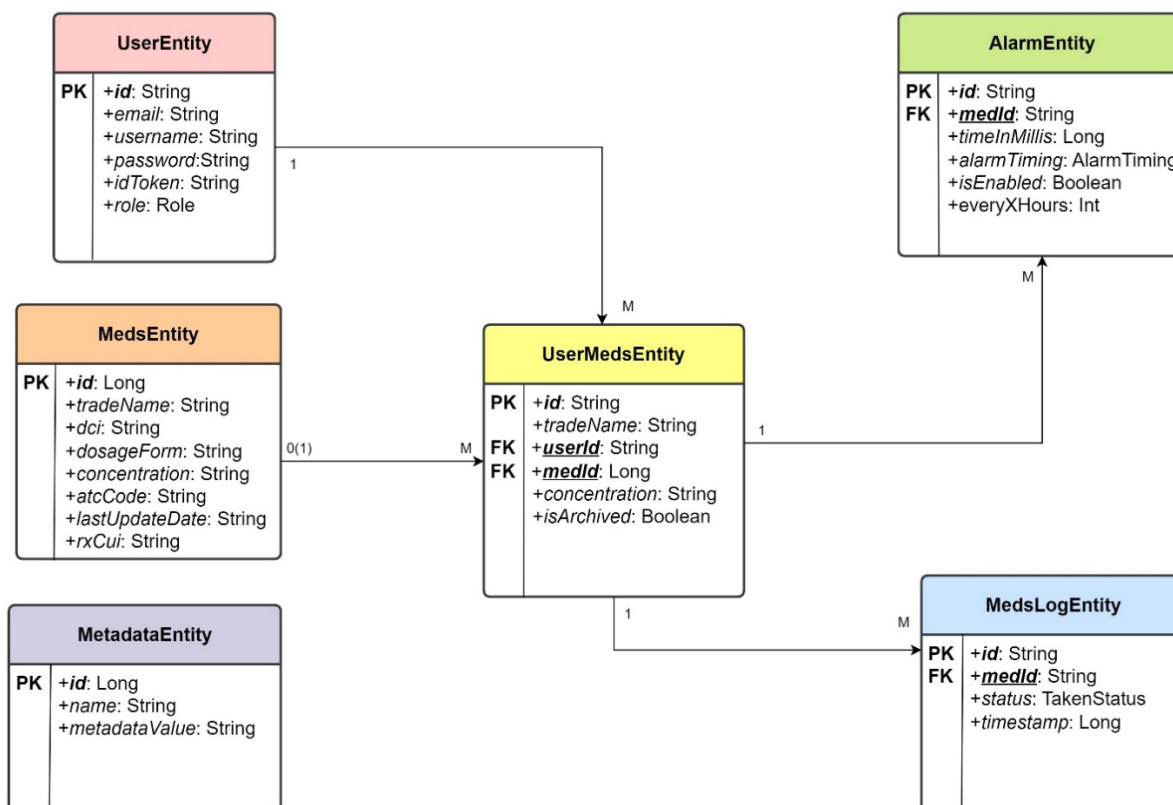 UserEntity
PK +id: String
+email: String
+username: String
+password:String
+idToken: String
+role: Role
AlarmEntity
PK +id: String
FK +medId: String
+timeInMillis: Long
+alarmTiming: AlarmTiming
+isEnabled: Boolean
+everyXHours: Int
1
M
M
MedsEntity
PK +id: Long
+tradeName: String
+dci: String
+dosageForm: String
+concentration: String
+atcCode: String
+lastUpdateDate: String
+rxCui: String
0(1)
M
UserMedsEntity
PK +id: String
+tradeName: String
FK +userId: String
FK +medId: Long
+concentration: String
+isArchived: Boolean
1
1
M
MetadataEntity
PK +id: Long
+name: String
+metadataValue: String
MedsLogEntity
PK +id: String
FK +medId: String
+status: TakenStatus
+timestamp: Long